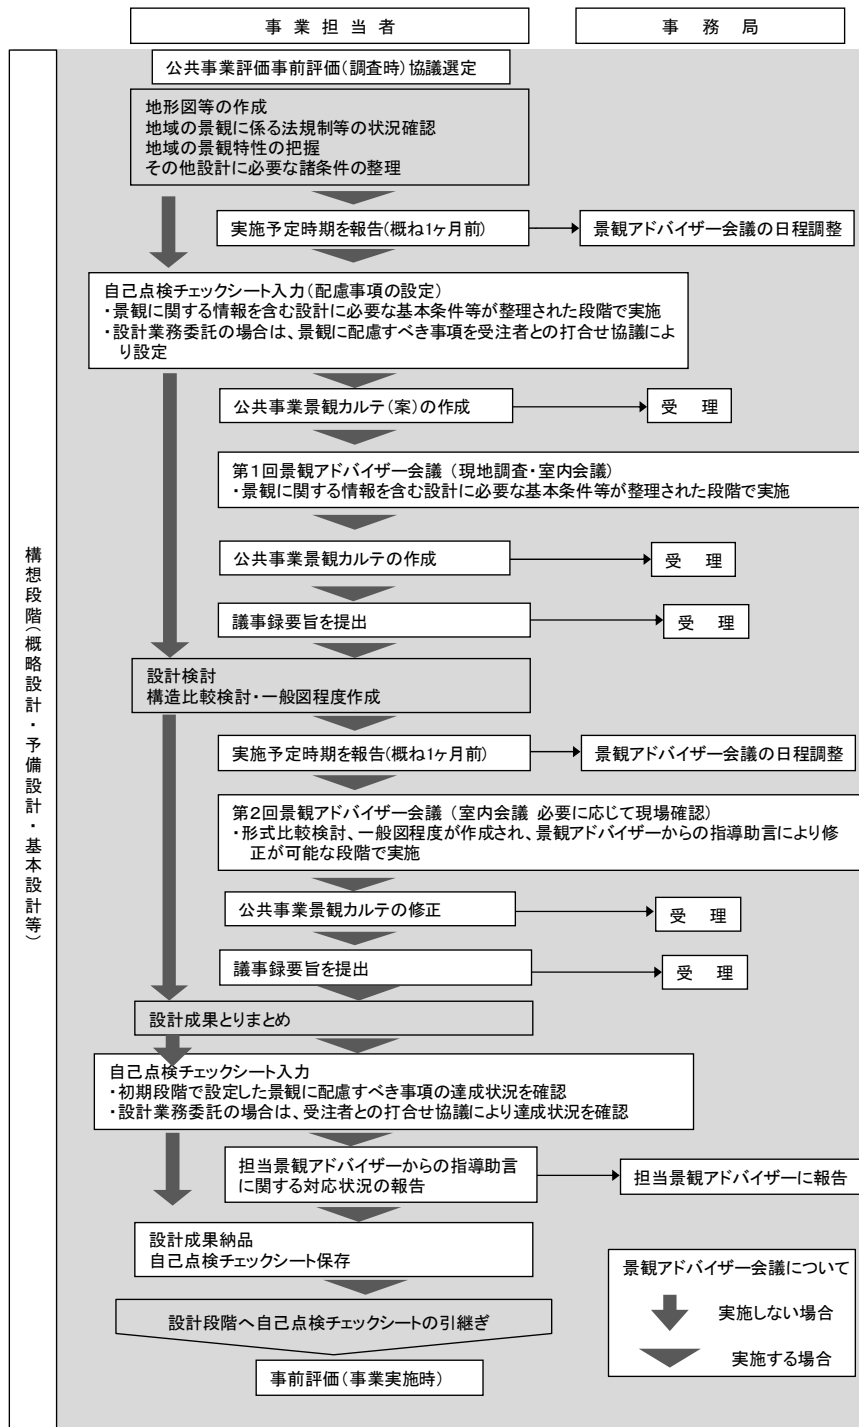 事業担当者
事務局
公共事業評価事前評価(調査時)協議選定
地形図等の作成
地域の景観に係る法規制等の状況確認
地域の景観特性の把握
その他設計に必要な諸条件の整理
実施予定時期を報告(概ね1ヶ月前)
景観アドバイザー会議の日程調整
自己点検チェックシート入力(配慮事項の設定)
・景観に関する情報を含む設計に必要な基本条件等が整理された段階で実施
・設計業務委託の場合は、景観に配慮すべき事項を受注者との打合せ協議によ
り設定
公共事業景観カルテ(案)の作成
受 理
第1回景観アドバイザー会議 (現地調査・室内会議)
・景観に関する情報を含む設計に必要な基本条件等が整理された段階で実施
公共事業景観カルテの作成
受 理
議事録要旨を提出
受 理
構想段階(概略設計・予備設計・基本設計等)
設計検討
構造比較検討・一般図程度作成
実施予定時期を報告(概ね1ヶ月前)
景観アドバイザー会議の日程調整
第2回景観アドバイザー会議 (室内会議 必要に応じて現場確認)
・形式比較検討、一般図程度が作成され、景観アドバイザーからの指導助言により修
正が可能な段階で実施
公共事業景観カルテの修正
受 理
議事録要旨を提出
受 理
設計成果とりまとめ
自己点検チェックシート入力
・初期段階で設定した景観に配慮すべき事項の達成状況を確認
・設計業務委託の場合は、受注者との打合せ協議により達成状況を確認
担当景観アドバイザーからの指導助言
に関する対応状況の報告
担当景観アドバイザーに報告
設計成果納品
自己点検チェックシート保存
景観アドバイザー会議について
実施しない場合
実施する場合
設計段階へ自己点検チェックシートの引継ぎ
事前評価(事業実施時)